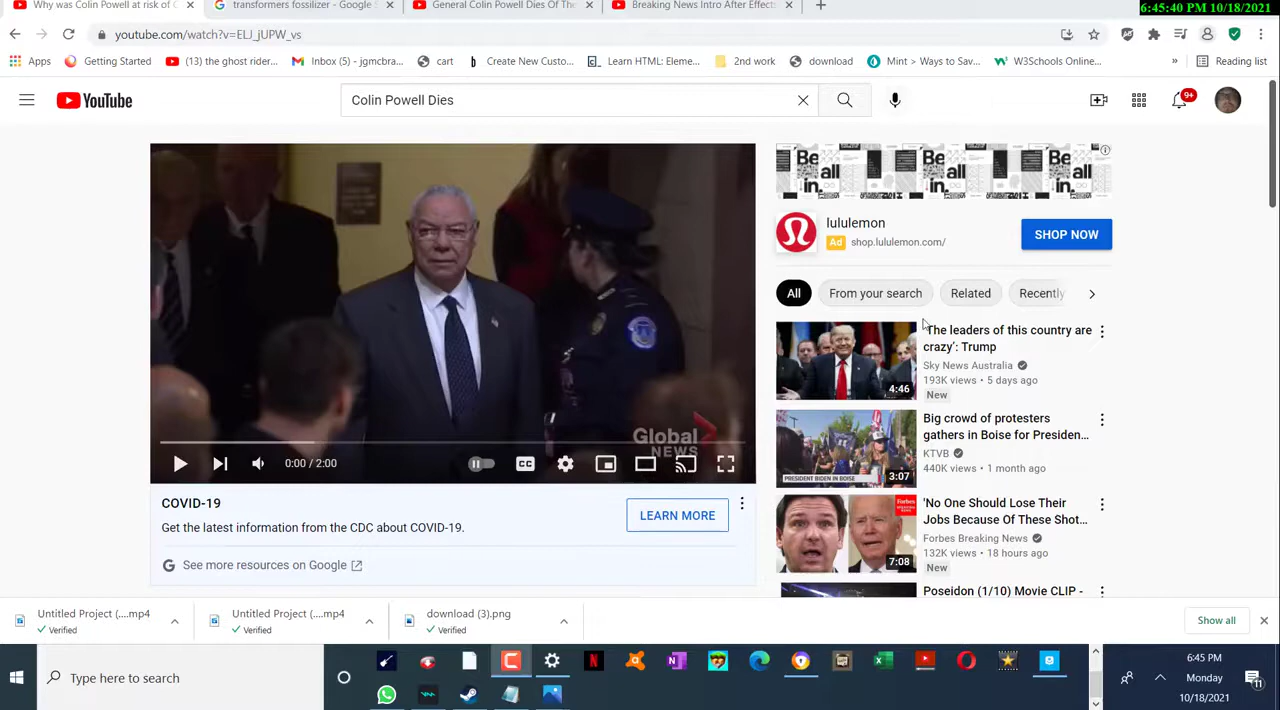 6:45:40 PM 10/18/2021
Why was Colin Powell at risk of C
transformers fossilizer - Google S
General Colin Powell Dies Of The
Breaking News Intro After Effects
youtube.com/watch?v=ELJ_jUPW_vs
Apps
Getting Started
(13) the ghost rider...
Inbox (5) - jgmcbra...
cart
Create New Custo...
Learn HTML: Eleme...
2nd work
download
Mint > Ways to Sav...
W3Schools Online...
»
Reading list
YouTube
Colin Powell Dies
9+
Be all in.
Be all in.
Be all in.
lululemon
Ad shop.lululemon.com/
SHOP NOW
All
From your search
Related
Recently
'The leaders of this country are
crazy': Trump
Sky News Australia
193K views • 5 days ago
New
4:46
Big crowd of protesters
gathers in Boise for Presiden...
KTVB
440K views • 1 month ago
PRESIDENT BIDEN IN BOISE
3:07
'No One Should Lose Their
Jobs Because Of These Shot...
Forbes Breaking News
132K views • 18 hours ago
New
Forbes
7:08
Poseidon (1/10) Movie CLIP -
Global
NEWS
0:00 / 2:00
CC
COVID-19
Get the latest information from the CDC about COVID-19.
LEARN MORE
See more resources on Google
Untitled Project (....mp4
Verified
Untitled Project (....mp4
Verified
download (3).png
Verified
Show all
Type here to search
6:45 PM
Monday
10/18/2021
11